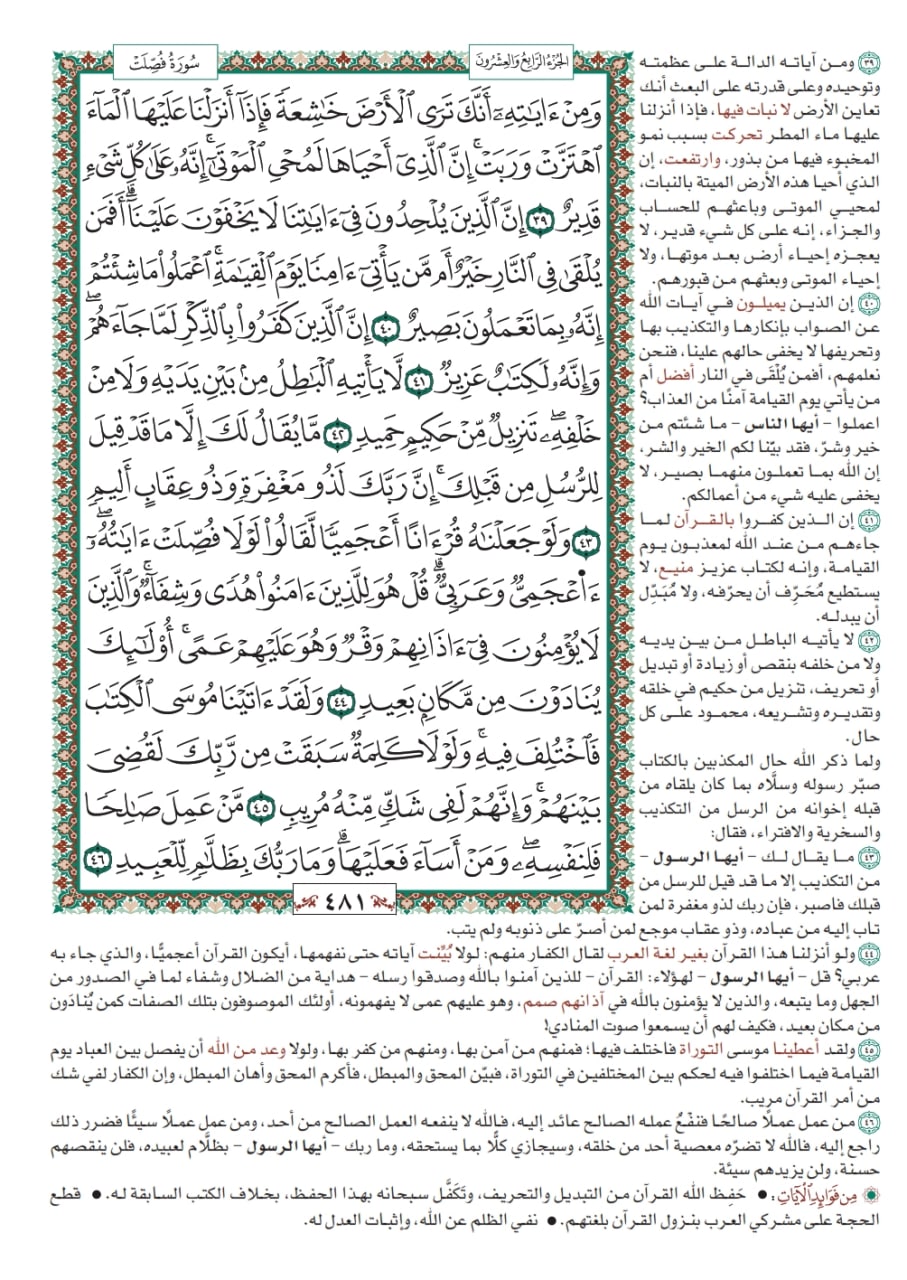 سُورَةُ فُصِّلَتْ
الجُزْءُ الرَّابِعُ وَالعِشْرُونَ
وَمِنْ ءَايَٰتِهِۦٓ أَنَّكَ تَرَى ٱلْأَرْضَ خَٰشِعَةً فَإِذَآ أَنزَلْنَا عَلَيْهَا ٱلْمَآءَ
ٱهْتَزَّتْ وَرَبَتْۚ إِنَّ ٱلَّذِىٓ أَحْيَاهَا لَمُحْىِ ٱلْمَوْتَىٰٓۚ إِنَّهُۥ عَلَىٰ كُلِّ شَىْءٍ
قَدِيرٌ ٣٩ إِنَّ ٱلَّذِينَ يُلْحِدُونَ فِىٓ ءَايَٰتِنَا لَا يَخْفَوْنَ عَلَيْنَآۗ أَفَمَن
يُلْقَىٰ فِى ٱلنَّارِ خَيْرٌ أَم مَّن يَأْتِىٓ ءَامِنًا يَوْمَ ٱلْقِيَٰمَةِۚ ٱعْمَلُوا۟ مَا شِئْتُمْ
إِنَّهُۥ بِمَا تَعْمَلُونَ بَصِيرٌ ٤٠ إِنَّ ٱلَّذِينَ كَفَرُوا۟ بِٱلذِّكْرِ لَمَّا جَآءَهُمْۖ
وَإِنَّهُۥ لَكِتَٰبٌ عَزِيزٌ ٤١ لَّا يَأْتِيهِ ٱلْبَٰطِلُ مِنۢ بَيْنِ يَدَيْهِ وَلَا مِنْ
خَلْفِهِۦۖ تَنزِيلٌ مِّنْ حَكِيمٍ حَمِيدٍ ٤٢ مَّا يُقَالُ لَكَ إِلَّا مَا قَدْ قِيلَ
لِلرُّسُلِ مِن قَبْلِكَۚ إِنَّ رَبَّكَ لَذُو مَغْفِرَةٍ وَذُو عِقَابٍ أَلِيمٍ
٤٣ وَلَوْ جَعَلْنَٰهُ قُرْءَانًا أَعْجَمِيًّا لَّقَالُوا۟ لَوْلَا فُصِّلَتْ ءَايَٰتُهُۥٓۖ
ءَا۬عْجَمِىٌّ وَعَرَبِىٌّۗ قُلْ هُوَ لِلَّذِينَ ءَامَنُوا۟ هُدًى وَشِفَآءٌۚ وَٱلَّذِينَ
لَا يُؤْمِنُونَ فِىٓ ءَاذَانِهِمْ وَقْرٌ وَهُوَ عَلَيْهِمْ عَمًىۚ أُو۟لَٰٓئِكَ
يُنَادَوْنَ مِن مَّكَانٍۭ بَعِيدٍ ٤٤ وَلَقَدْ ءَاتَيْنَا مُوسَى ٱلْكِتَٰبَ
فَٱخْتُلِفَ فِيهِۚ وَلَوْلَا كَلِمَةٌ سَبَقَتْ مِن رَّبِّكَ لَقُضِىَ
بَيْنَهُمْۚ وَإِنَّهُمْ لَفِى شَكٍّ مِّنْهُ مُرِيبٍ ٤٥ مَّنْ عَمِلَ صَٰلِحًا
فَلِنَفْسِهِۦۖ وَمَنْ أَسَآءَ فَعَلَيْهَاۗ وَمَا رَبُّكَ بِظَلَّٰمٍ لِّلْعَبِيدِ ٤٦
٤٨١
٣٩ ومن آياته الدالة على عظمته
وتوحيده وعلى قدرته على البعث أنك
تعاين الأرض لا نبات فيها، فإذا أنزلنا
عليها ماء المطر تحركت بسبب نمو
المخبوء فيها من بذور، وارتفعت، إن
الذي أحيا هذه الأرض الميتة بالنبات،
لمحيي الموتى وباعثهم للحساب
والجزاء، إنه على كل شيء قدير، لا
يعجزه إحياء أرض بعد موتها، ولا
إحياء الموتى وبعثهم من قبورهم.
٤٠ إن الذين يميلون في آيات الله
عن الصواب بإنكارها والتكذيب بها
وتحريفها لا يخفى حالهم علينا، فنحن
نعلمهم، أفمن يُلْقَى في النار أفضل أم
من يأتي يوم القيامة آمنًا من العذاب؟
اعملوا – أيها الناس – ما شئتم من
خير وشرّ، فقد بيّنا لكم الخير والشر،
إن الله بما تعملون منهما بصير، لا
يخفى عليه شيء من أعمالكم.
٤١ إن الذين كفروا بالقرآن لما
جاءهم من عند الله لمعذبون يوم
القيامة، وإنه لكتاب عزيز منيع، لا
يستطيع مُحَرِّف أن يحرّفه، ولا مُبَدِّل
أن يبدله.
٤٢ لا يأتيه الباطل من بين يديه
ولا من خلفه بنقص أو زيادة أو تبديل
أو تحريف، تنزيل من حكيم في خلقه
وتقديره وتشريعه، محمود على كل
حال.
ولما ذكر الله حال المكذبين بالكتاب
صبّر رسوله وسلّاه بما كان يلقاه من
قبله إخوانه من الرسل من التكذيب
والسخرية والافتراء، فقال:
٤٣ ما يقال لك – أيها الرسول –
من التكذيب إلا ما قد قيل للرسل من
قبلك فاصبر، فإن ربك لذو مغفرة لمن
تاب إليه من عباده، وذو عقاب موجع لمن أصرّ على ذنوبه ولم يتب.
٤٤ ولو أنزلنا هذا القرآن بغير لغة العرب لقال الكفار منهم: لولا بُيِّنت آياته حتى نفهمها، أيكون القرآن أعجميًّا، والذي جاء به
عربي؟ قل – أيها الرسول – لهؤلاء: القرآن – للذين آمنوا بالله وصدقوا رسله – هداية من الضلال وشفاء لما في الصدور من
الجهل وما يتبعه، والذين لا يؤمنون بالله في آذانهم صمم، وهو عليهم عمى لا يفهمونه، أولئك الموصوفون بتلك الصفات كمن يُنَادَون
من مكان بعيد، فكيف لهم أن يسمعوا صوت المنادي!
٤٥ ولقد أعطينا موسى التوراة فاختلف فيها؛ فمنهم من آمن بها، ومنهم من كفر بها، ولولا وعد من الله أن يفصل بين العباد يوم
القيامة فيما اختلفوا فيه لحكم بين المختلفين في التوراة، فبيّن المحق والمبطل، فأكرم المحق وأهان المبطل، وإن الكفار لفي شك
من أمر القرآن مريب.
٤٦ من عمل عملًا صالحًا فنفْعُ عمله الصالح عائد إليه، فالله لا ينفعه العمل الصالح من أحد، ومن عمل عملًا سيئًا فضرر ذلك
راجع إليه، فالله لا تضرّه معصية أحد من خلقه، وسيجازي كلًّا بما يستحقه، وما ربك – أيها الرسول – بظلّام لعبيده، فلن ينقصهم
حسنة، ولن يزيدهم سيئة.
مِن فَوَائِدِ الآيَاتِ: • حَفِظ الله القرآن من التبديل والتحريف، وتَكَفَّل سبحانه بهذا الحفظ، بخلاف الكتب السابقة له. • قطع
الحجة على مشركي العرب بنزول القرآن بلغتهم. • نفي الظلم عن الله، وإثبات العدل له.